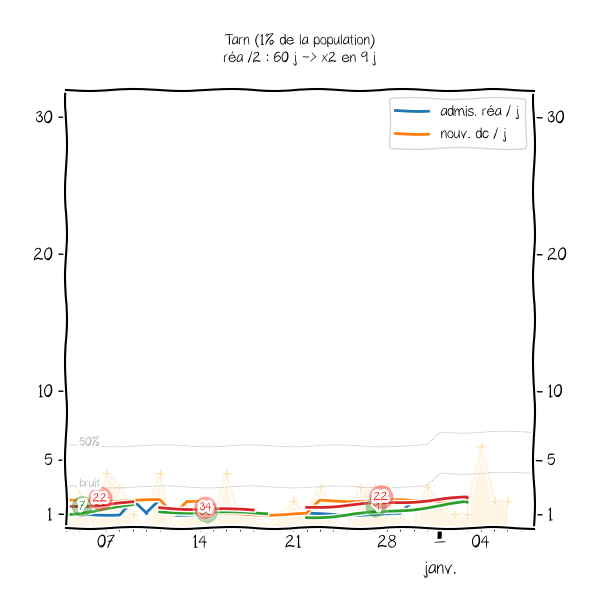 Tarn (1% de la population)
réa /2 : 60 j -> x2 en 9 j
admis. réa / j
nouv. dc / j
30 30
20 20
10 10
50%
5 5
bruit
7 22 34 22
1 1
07 14 21 28 04
janv.